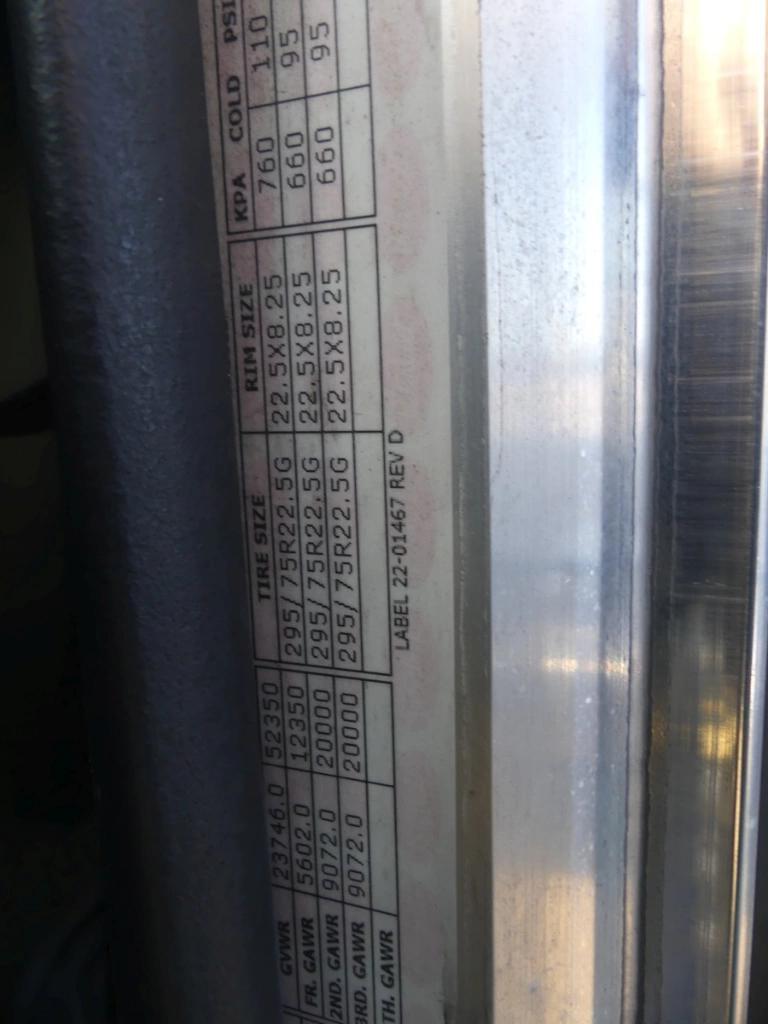 TIRE SIZE RIM SIZE KPA COLD PSI
GVWR 23746.0 52350
FR. GAWR 5602.0 12350 295/75R22.5G 22.5X8.25 760 110
2ND. GAWR 9072.0 20000 295/75R22.5G 22.5X8.25 660 95
3RD. GAWR 9072.0 20000 295/75R22.5G 22.5X8.25 660 95
TH. GAWR
LABEL 22-01467 REV D